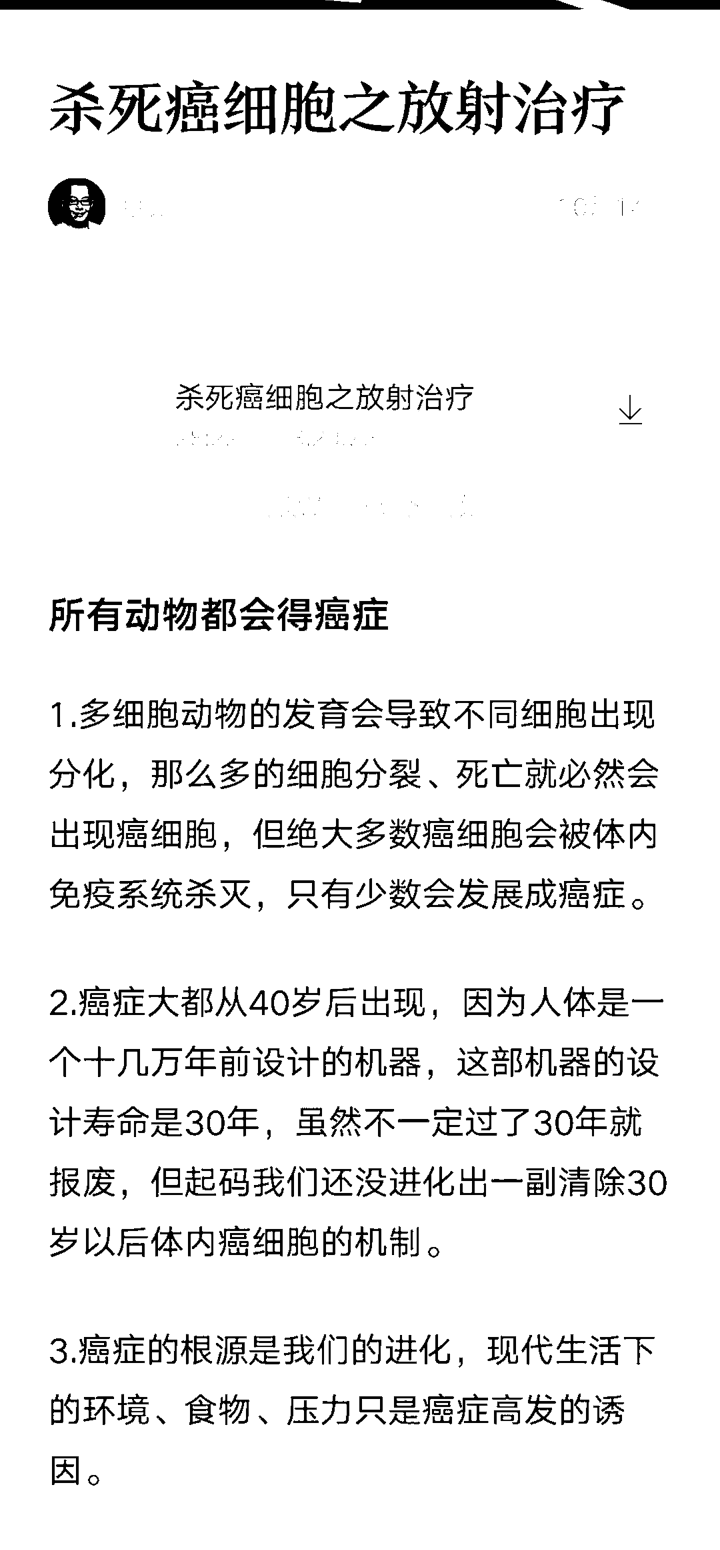 杀死癌细胞之放射治疗
杀死癌细胞之放射治疗
所有动物都会得癌症
1.多细胞动物的发育会导致不同细胞出现
分化，那么多的细胞分裂、死亡就必然会
出现癌细胞，但绝大多数癌细胞会被体内
免疫系统杀灭，只有少数会发展成癌症。
2.癌症大都从40岁后出现，因为人体是一
个十几万年前设计的机器，这部机器的设
计寿命是30年，虽然不一定过了30年就
报废，但起码我们还没进化出一副清除30
岁以后体内癌细胞的机制。
3.癌症的根源是我们的进化，现代生活下
的环境、食物、压力只是癌症高发的诱
因。